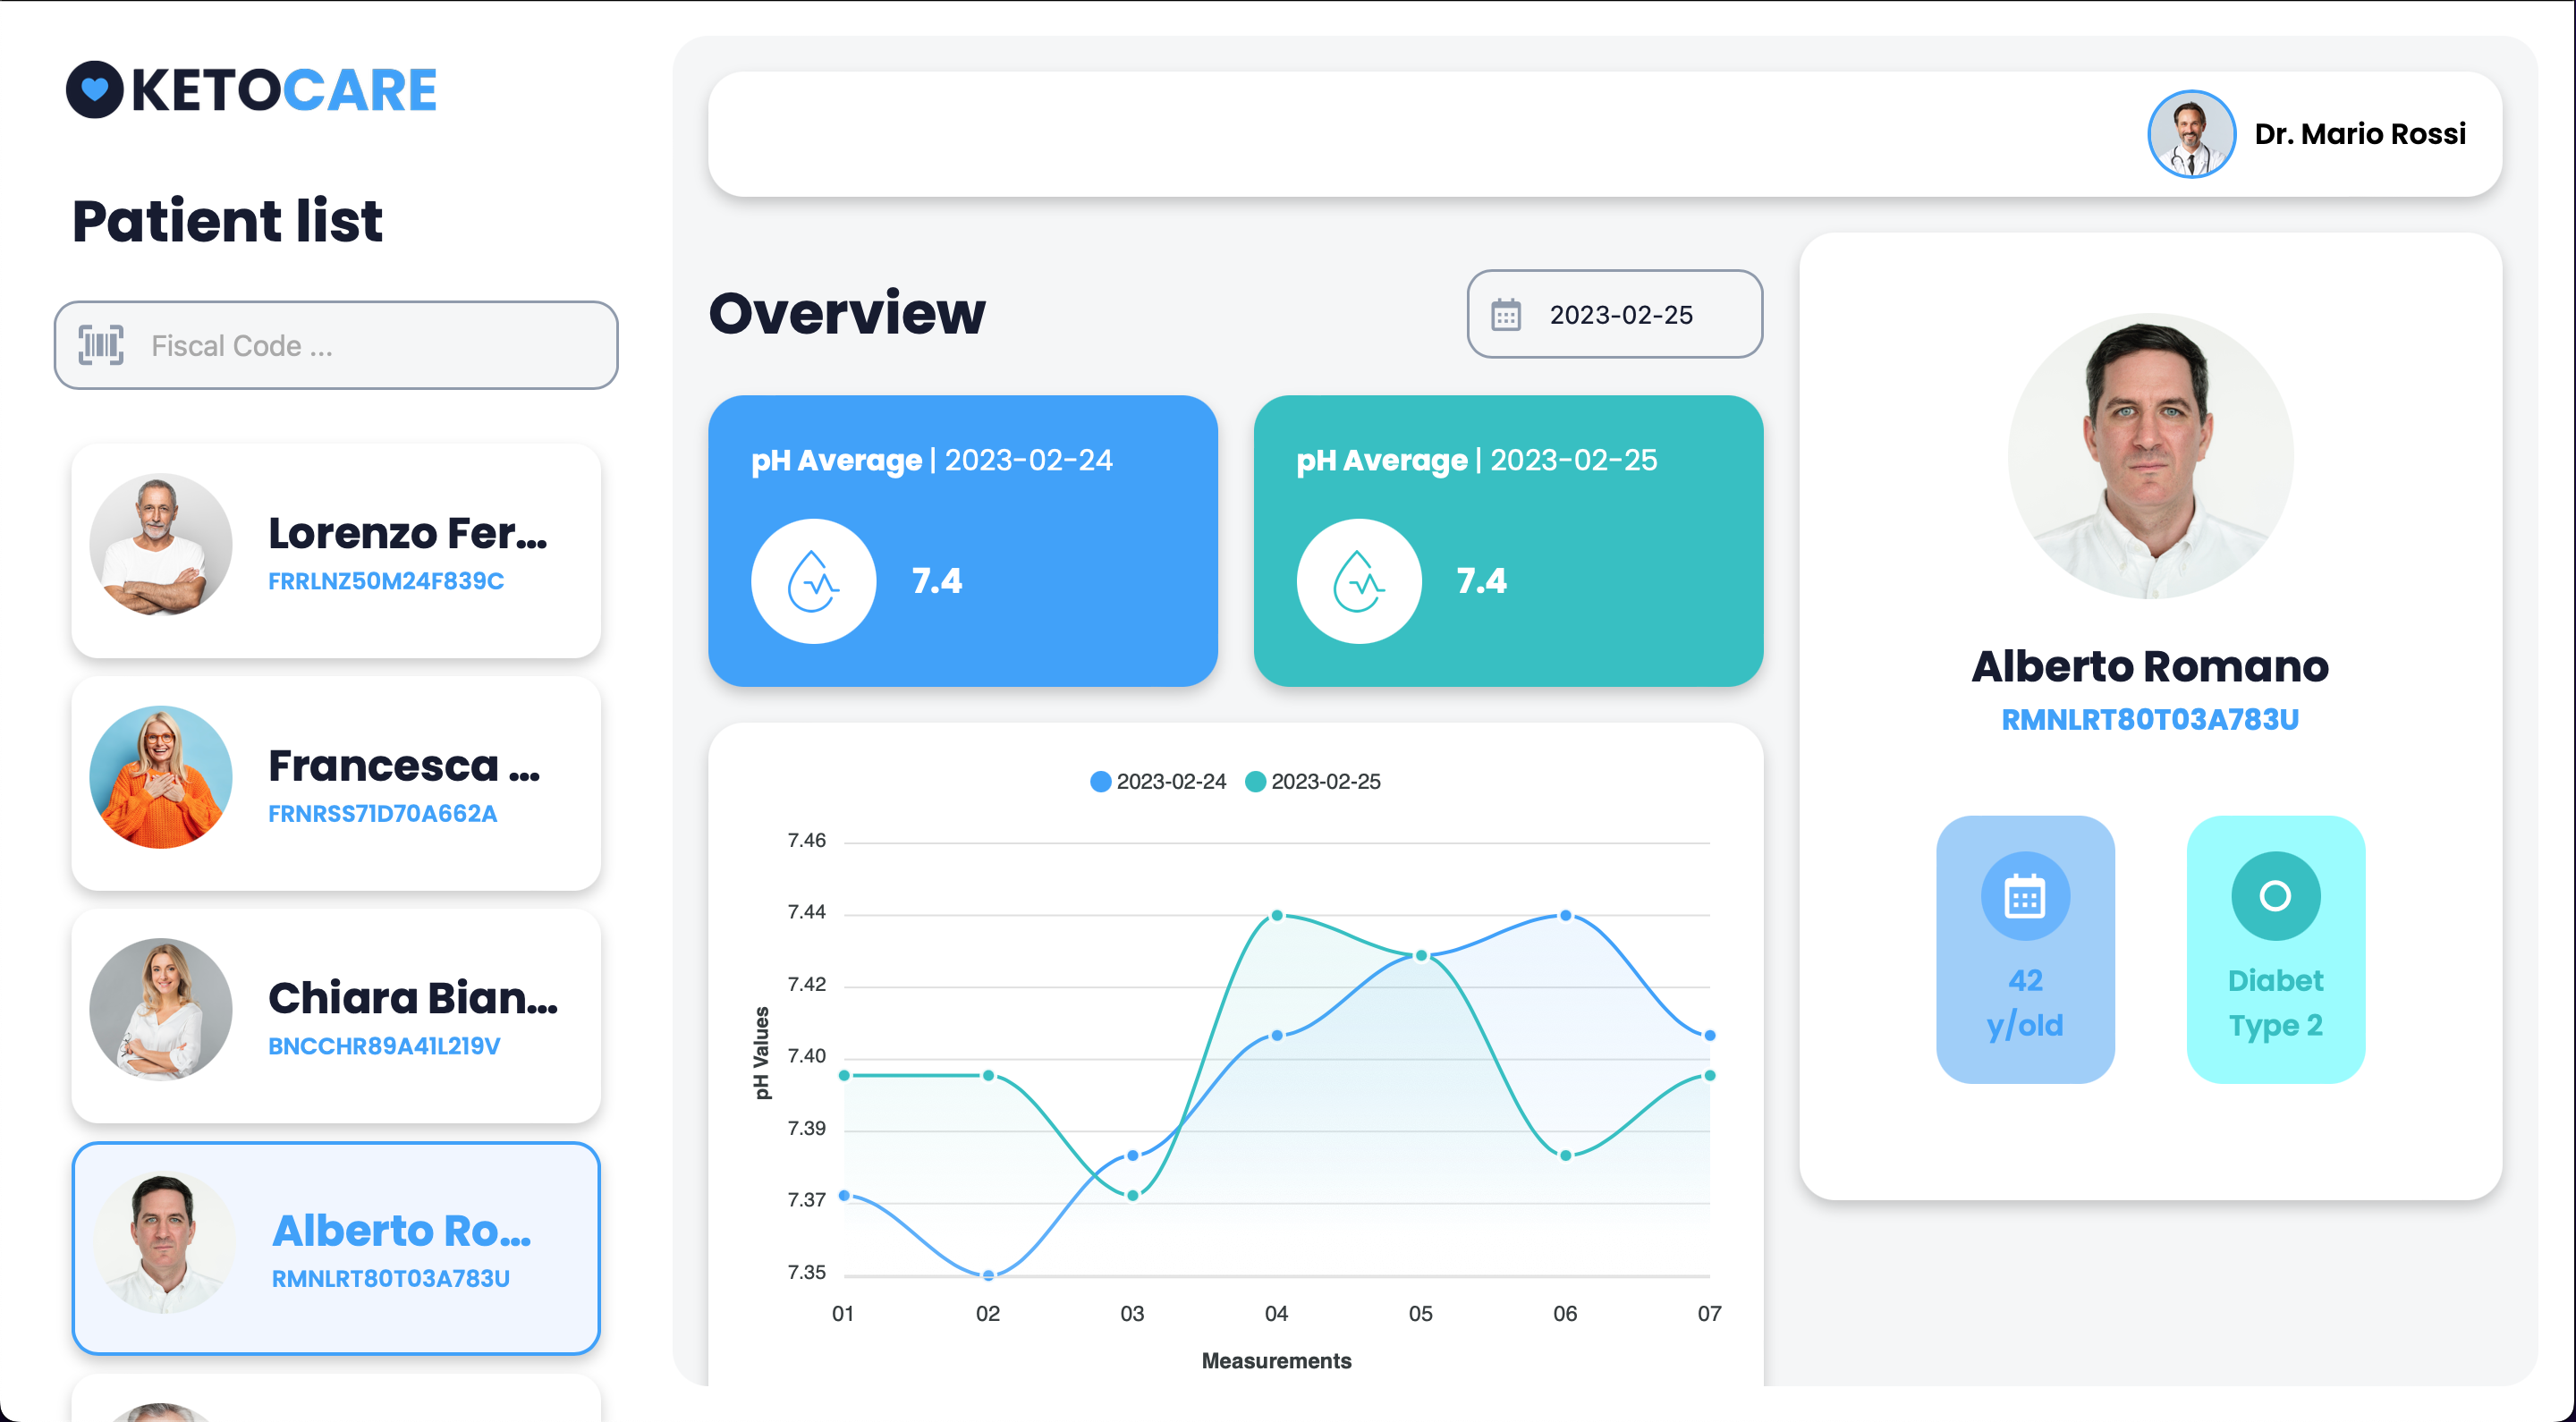 KETOCARE
Patient list
Fiscal Code ...
Lorenzo Fer...
FRRLNZ50M24F839C
Francesca ...
FRNRSS71D70A662A
Chiara Bian...
BNCCHR89A41L219V
Alberto Ro...
RMNLRT80T03A783U
Dr. Mario Rossi
Overview
2023-02-25
pH Average | 2023-02-24
7.4
pH Average | 2023-02-25
7.4
2023-02-24 2023-02-25
7.46
7.44
7.42
7.40
7.39
7.37
7.35
pH Values
01 02 03 04 05 06 07
Measurements
Alberto Romano
RMNLRT80T03A783U
42
y/old
Diabet
Type 2